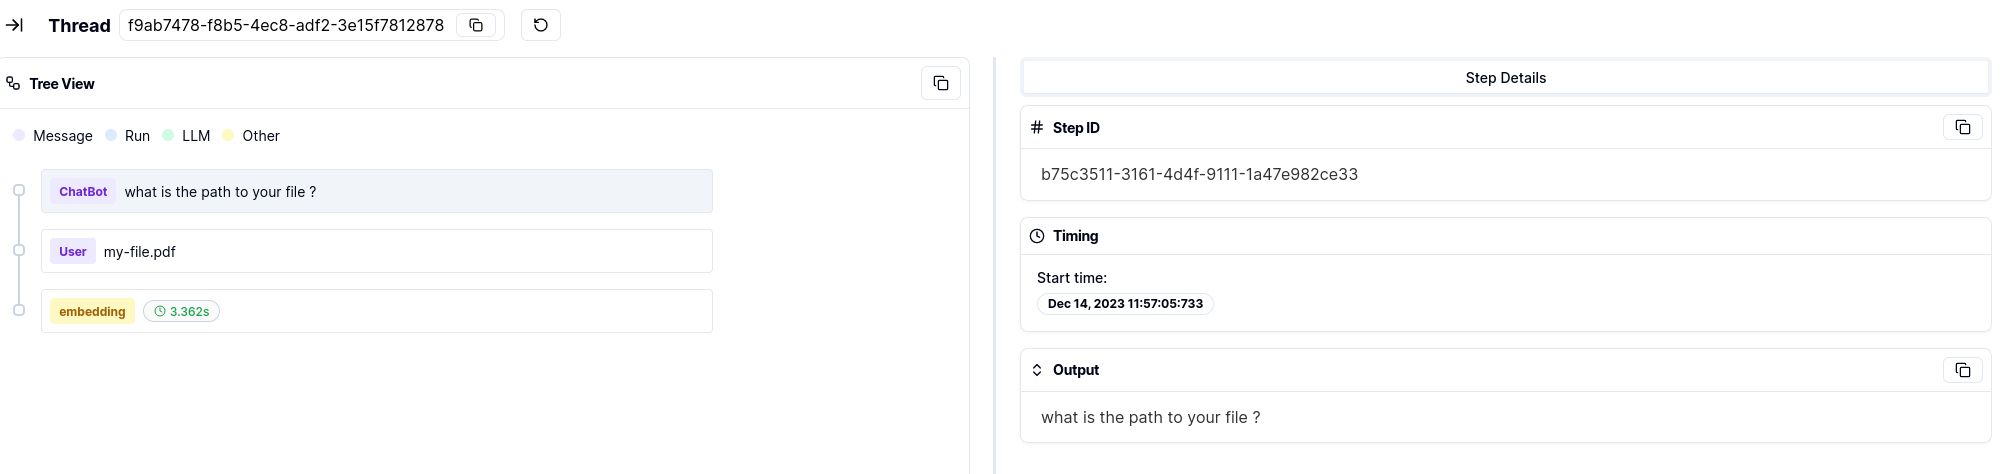 Thread f9ab7478-f8b5-4ec8-adf2-3e15f7812878
Tree View
Message Run LLM Other
ChatBot what is the path to your file ?
User my-file.pdf
embedding 3.362s
Step Details
Step ID
b75c3511-3161-4d4f-9111-1a47e982ce33
Timing
Start time:
Dec 14, 2023 11:57:05:733
Output
what is the path to your file ?